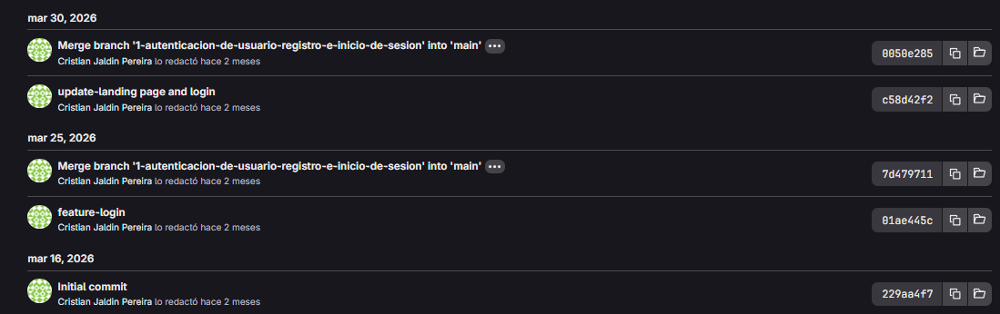 mar 30, 2026
Merge branch '1-autenticacion-de-usuario-registro-e-inicio-de-sesion' into 'main' •••
Cristian Jaldin Pereira lo redactó hace 2 meses
0050e285
update-landing page and login
Cristian Jaldin Pereira lo redactó hace 2 meses
c58d42f2
mar 25, 2026
Merge branch '1-autenticacion-de-usuario-registro-e-inicio-de-sesion' into 'main' •••
Cristian Jaldin Pereira lo redactó hace 2 meses
7d479711
feature-login
Cristian Jaldin Pereira lo redactó hace 2 meses
01ae445c
mar 16, 2026
Initial commit
Cristian Jaldin Pereira lo redactó hace 2 meses
229aa4f7